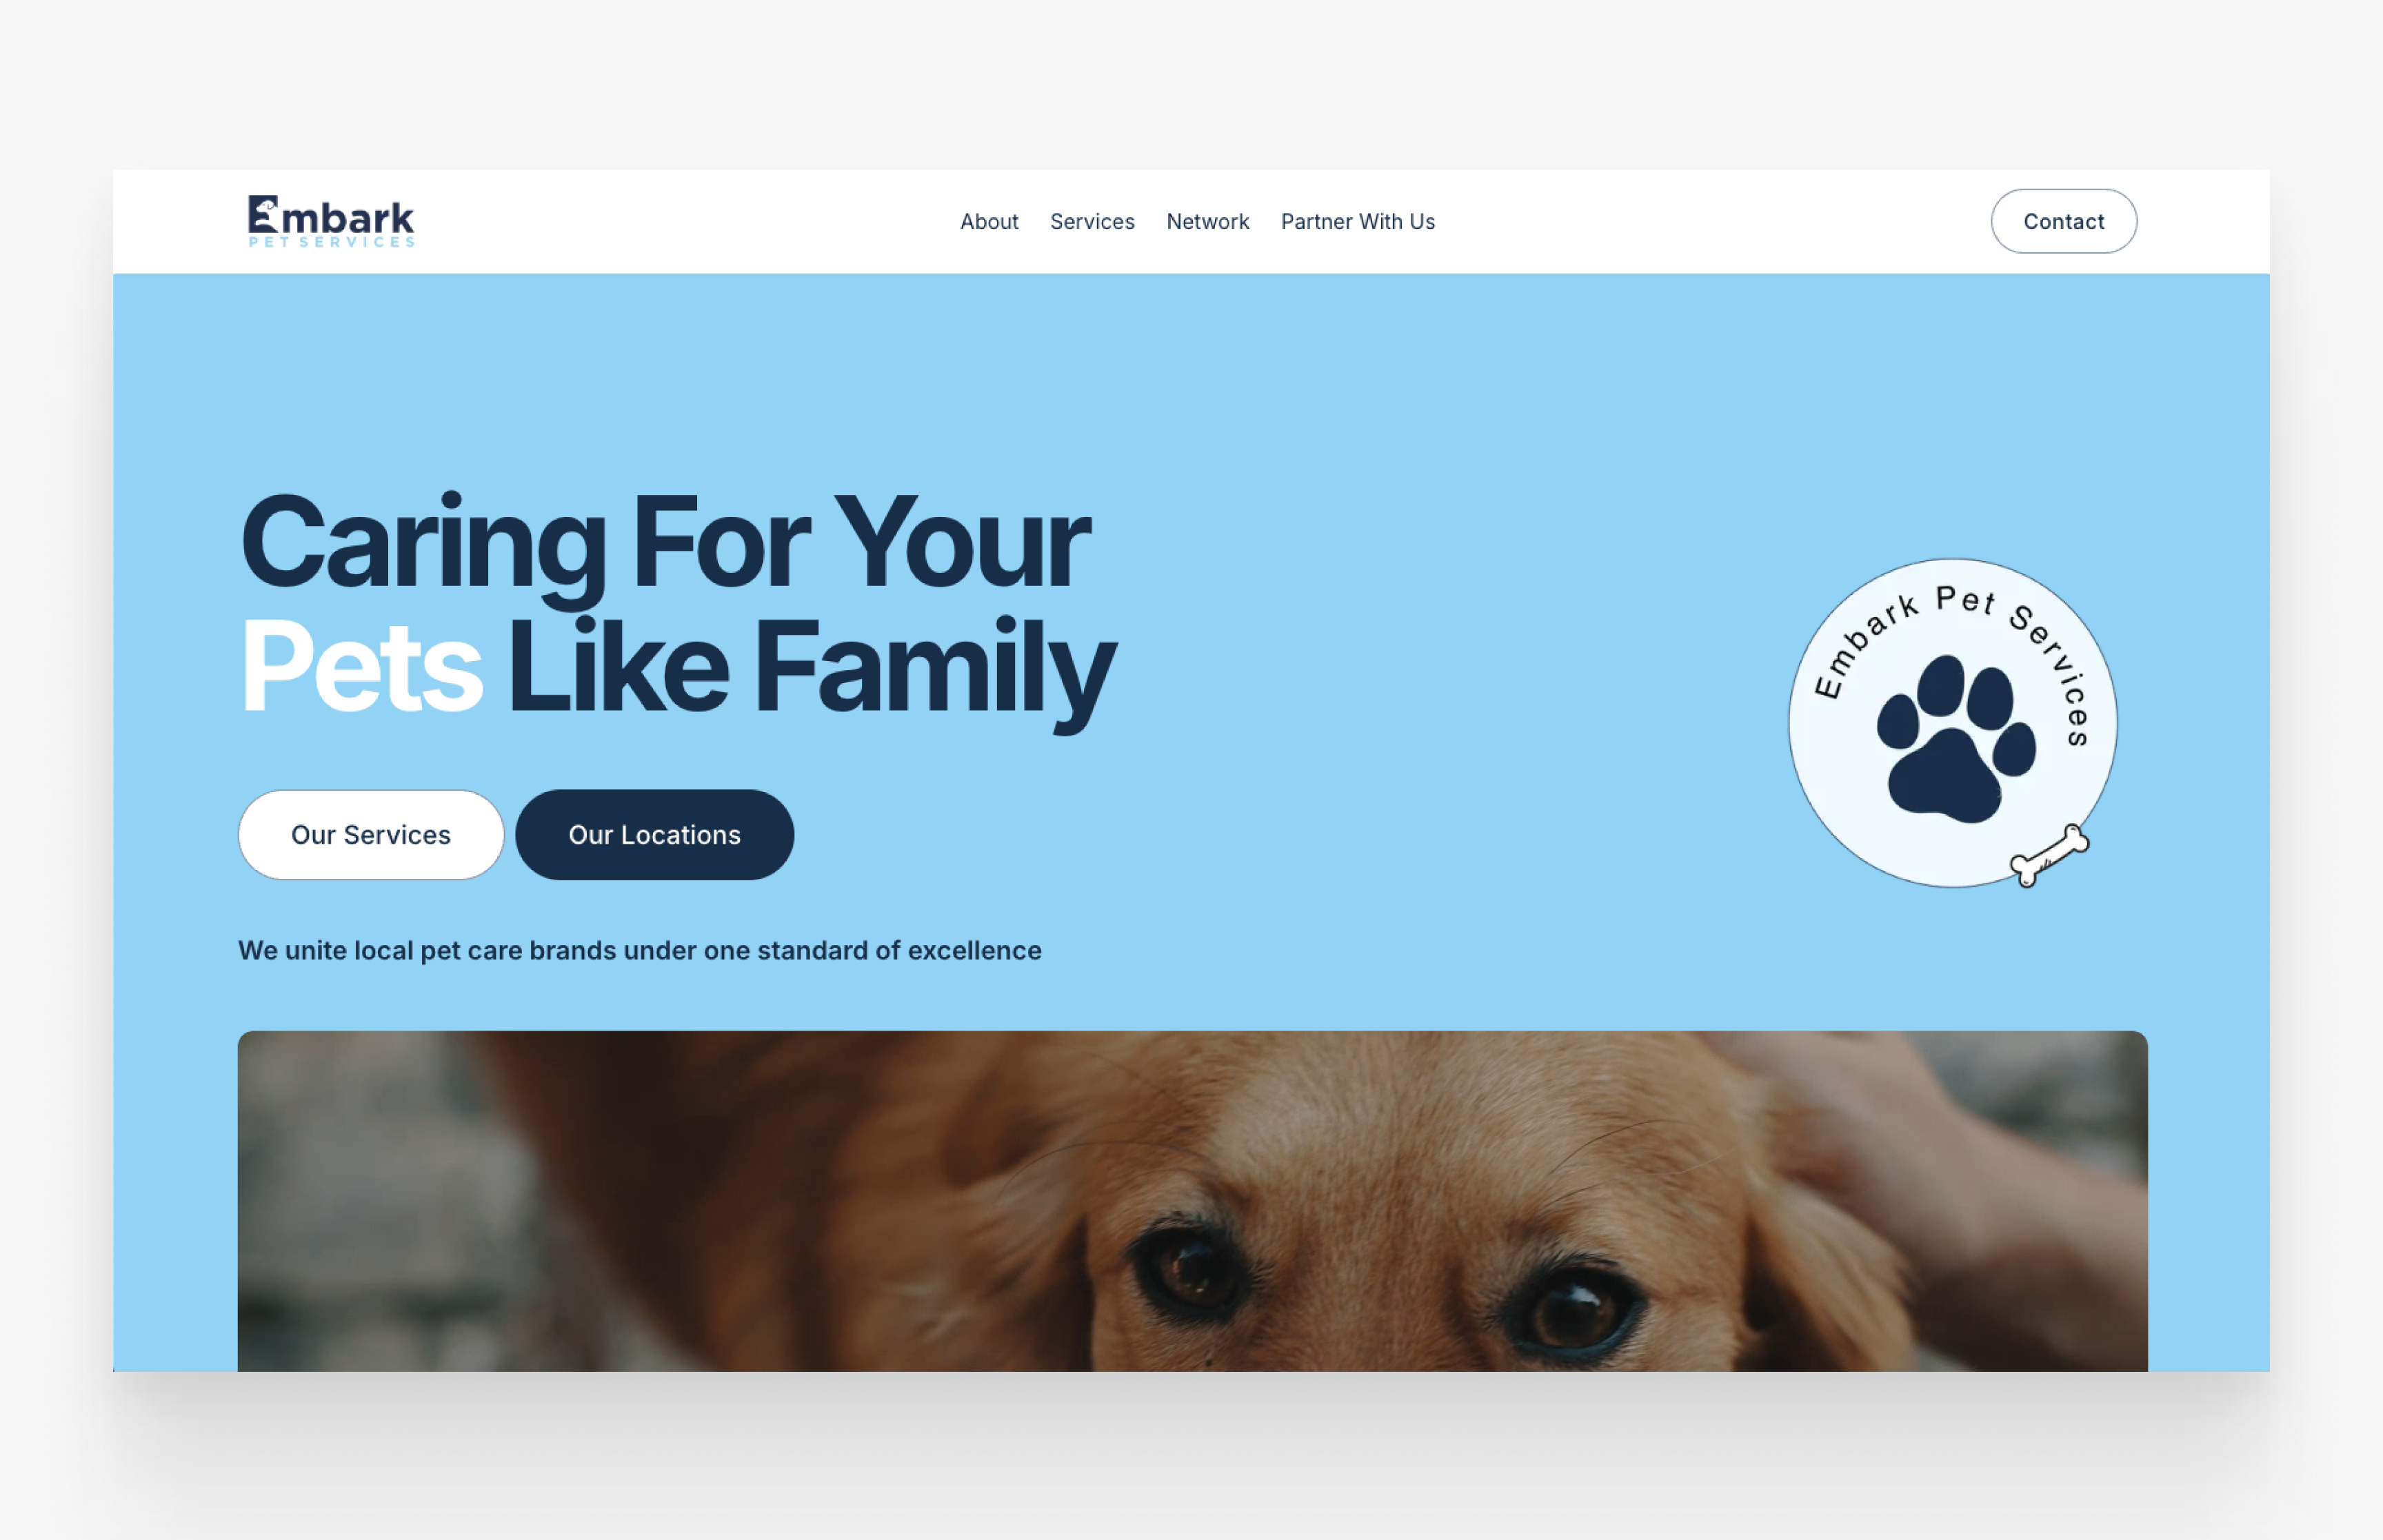 Embark
PET SERVICES
About
Services
Network
Partner With Us
Contact
Caring For Your
Pets Like Family
Embark Pet Services
Our Services
Our Locations
We unite local pet care brands under one standard of excellence